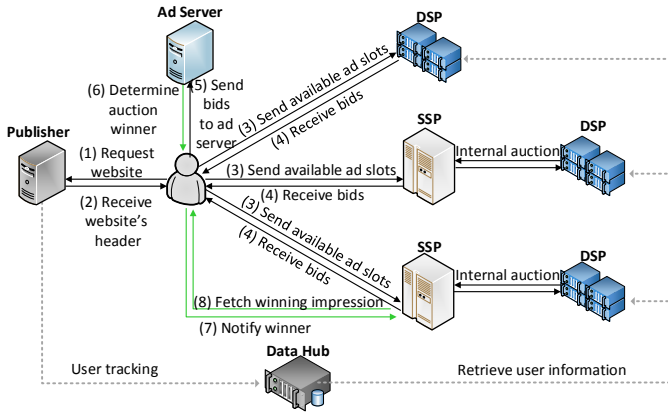 Ad Server
DSP
(6) Determine
auction
winner
(5) Send
bids
to ad
server
(3) Send available ad slots
(4) Receive bids
Publisher
SSP
DSP
(1) Request
website
(2) Receive
website's
header
(3) Send available ad slots
(4) Receive bids
Internal auction
(3) Send available ad slots
(4) Receive bids
SSP
DSP
Internal auction
(8) Fetch winning impression
(7) Notify winner
Data Hub
User tracking
Retrieve user information